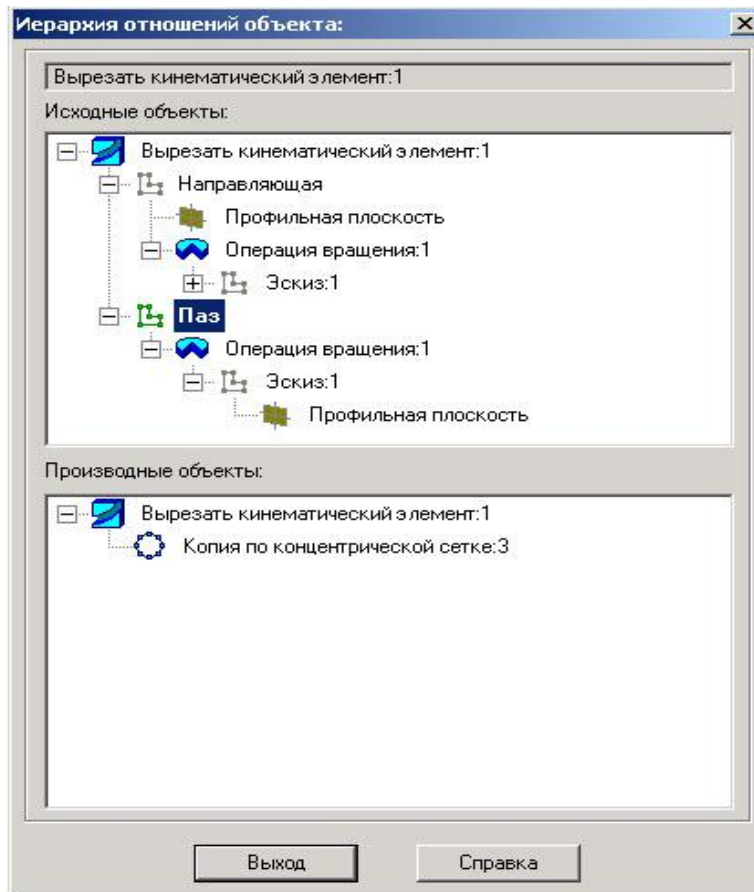 Иерархия отношений объекта:
Вырезать кинематический элемент:1
Исходные объекты:
Вырезать кинематический элемент:1
Направляющая
Профильная плоскость
Операция вращения:1
Эскиз:1
Паз
Операция вращения:1
Эскиз:1
Профильная плоскость
Производные объекты:
Вырезать кинематический элемент:1
Копия по концентрической сетке:3
Выход Справка